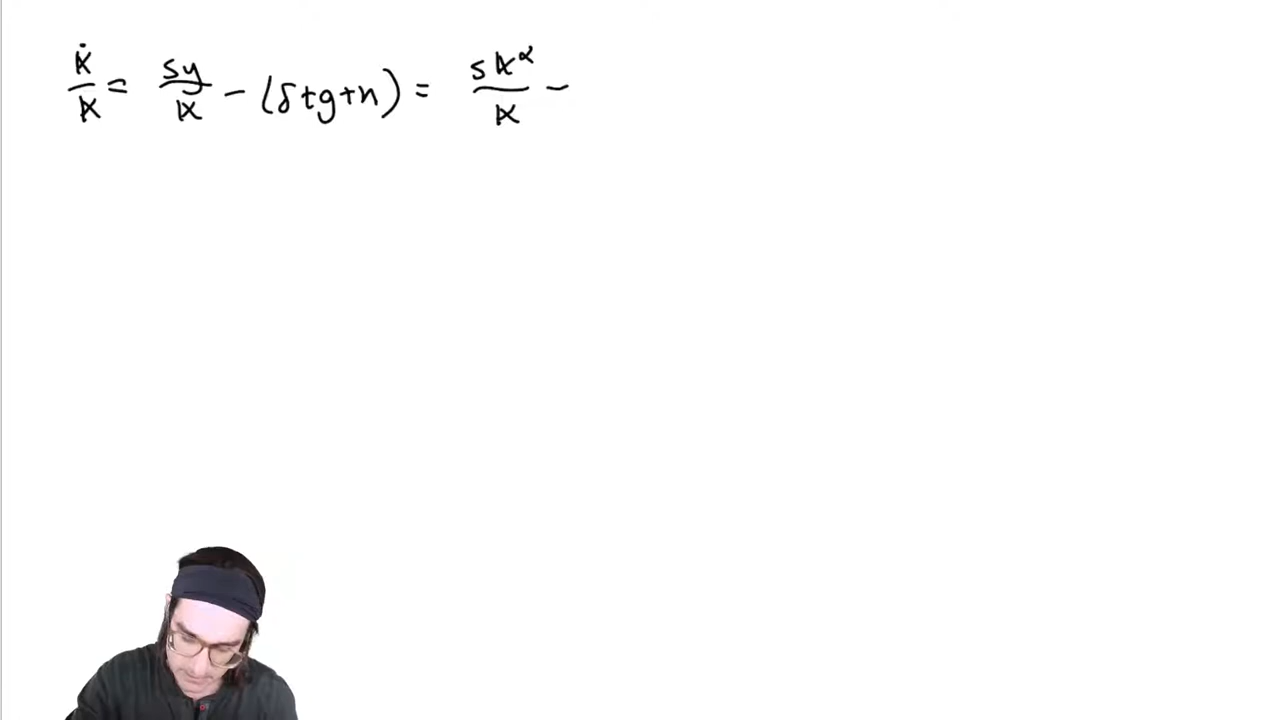 k̇/k = sy/k - (δ+g+n) = sk^α/k -